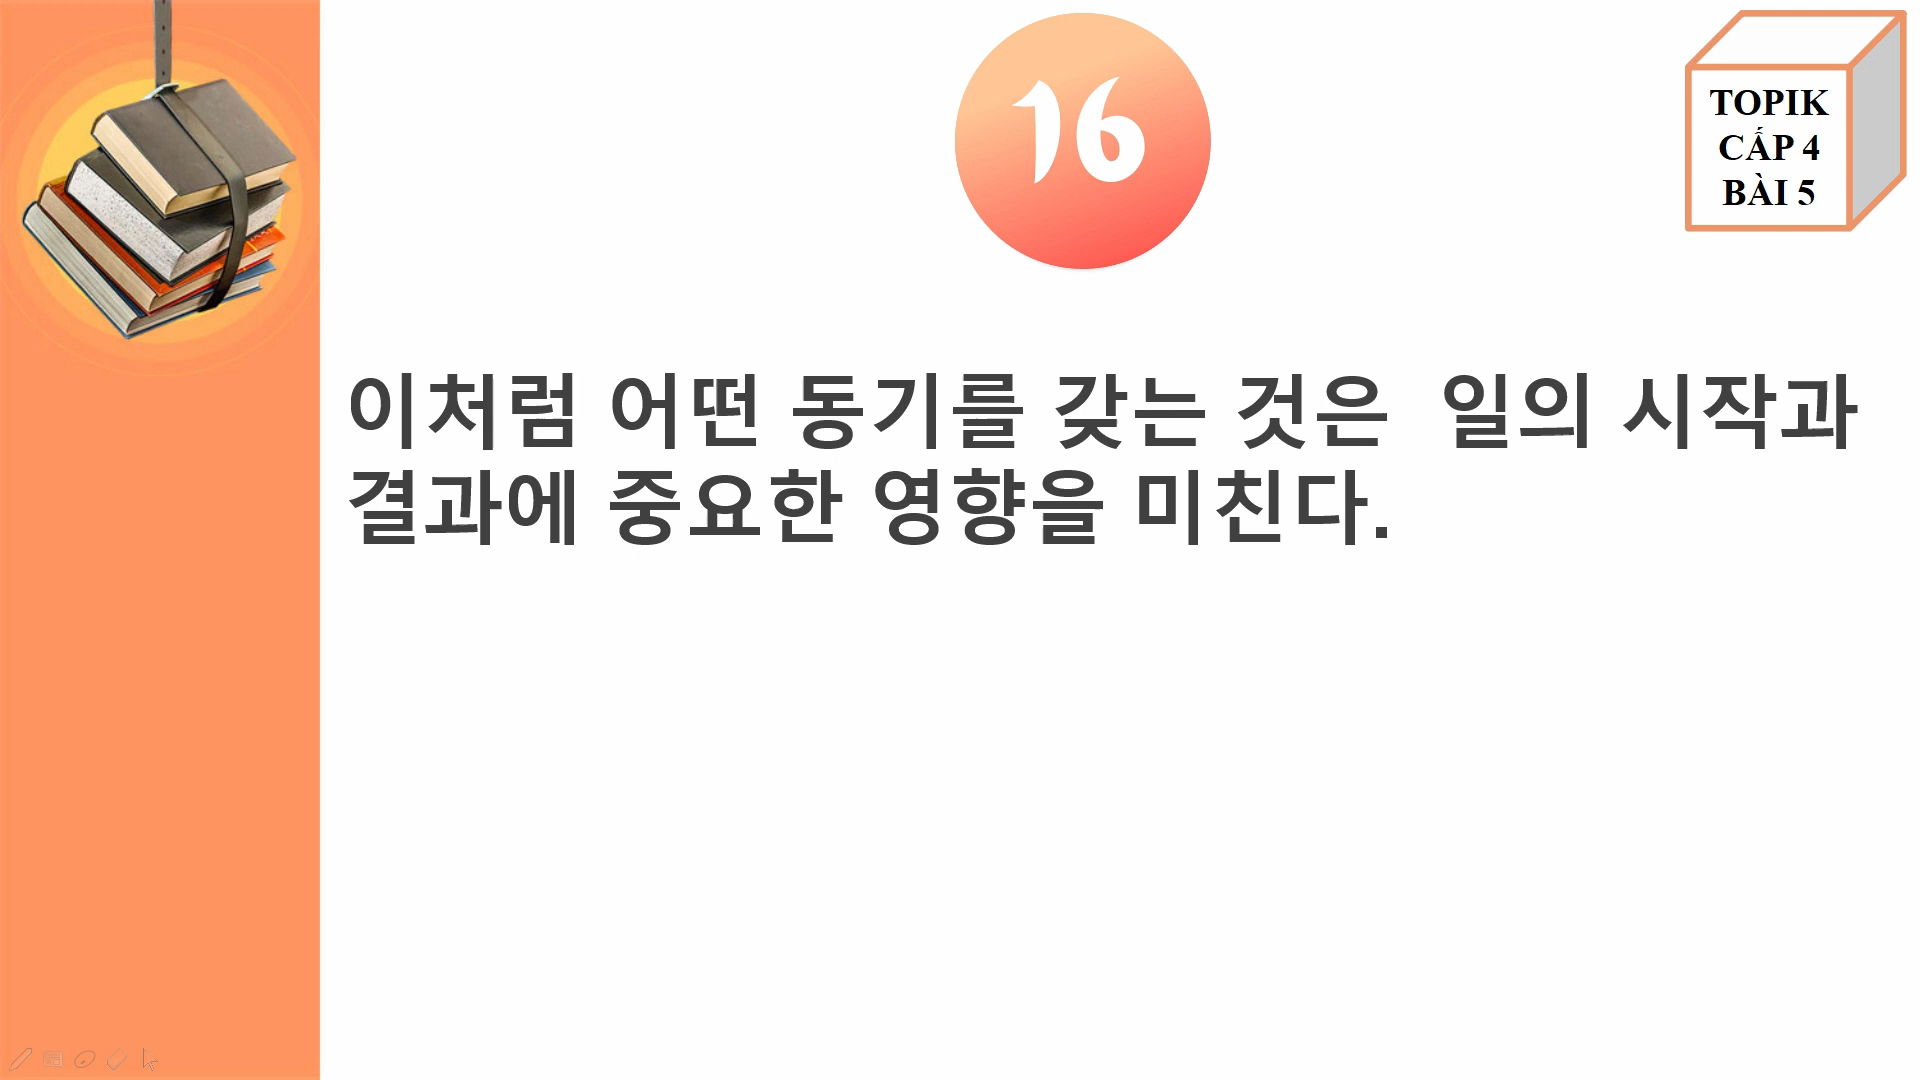 16
TOPIK
CẤP 4
BÀI 5
이처럼 어떤 동기를 갖는 것은 일의 시작과
결과에 중요한 영향을 미친다.